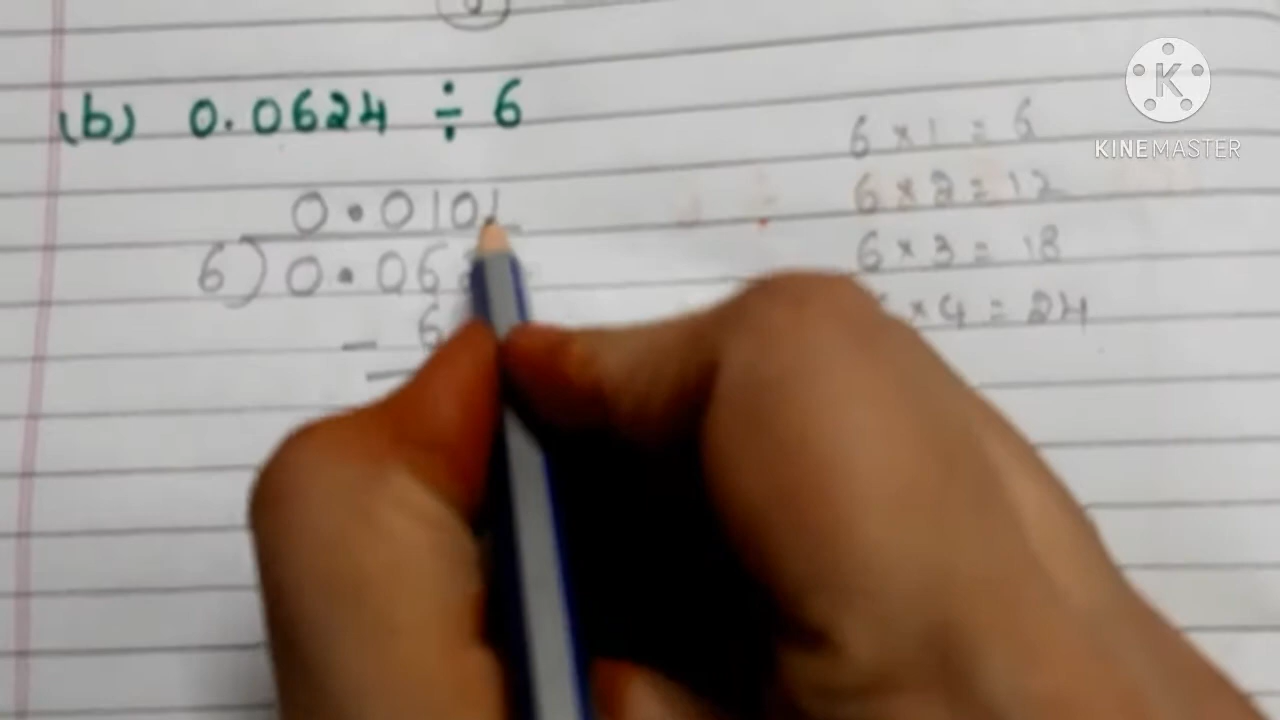 (b) 0.0624 ÷ 6
0.0101
6)0.06
- 6
6 × 1 = 6
6 × 2 = 12
6 × 3 = 18
× 4 = 24
K
KINEMASTER